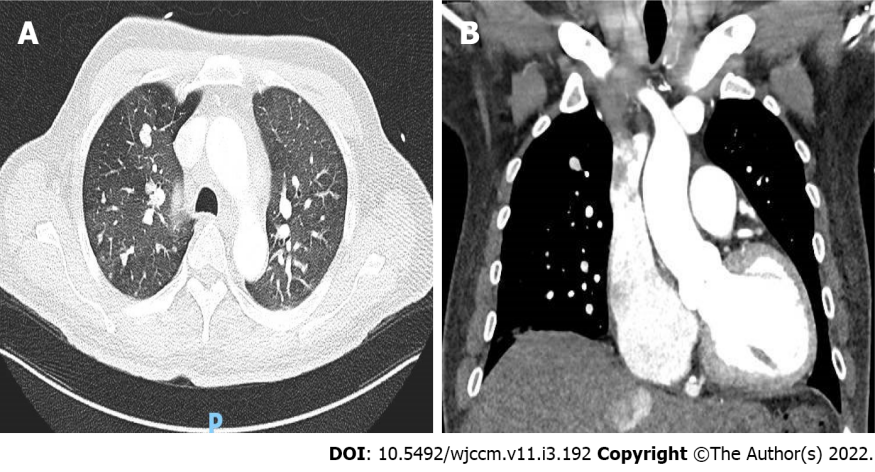 A
B
P
DOI: 10.5492/wjccm.v11.i3.192 Copyright ©The Author(s) 2022.